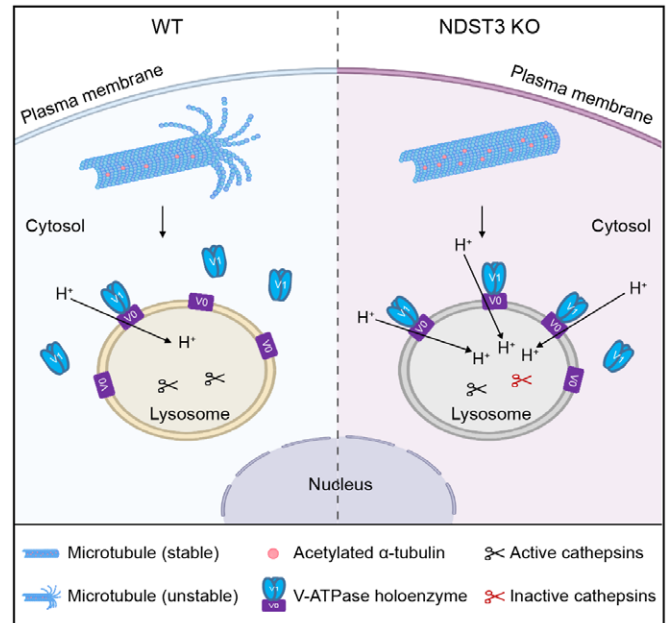 WT
NDST3 KO
Plasma membrane
Plasma membrane
Cytosol
Cytosol
V1
V1
V1
V1
V0
V0
V0
V0
H⁺
H⁺
Lysosome
H⁺
H⁺
H⁺
V1
V1
V1
V1
V0
V0
V0
V0
H⁺
H⁺
H⁺
Lysosome
Nucleus
Microtubule (stable)
Acetylated α-tubulin
Active cathepsins
Microtubule (unstable)
V1
V0
V-ATPase holoenzyme
Inactive cathepsins